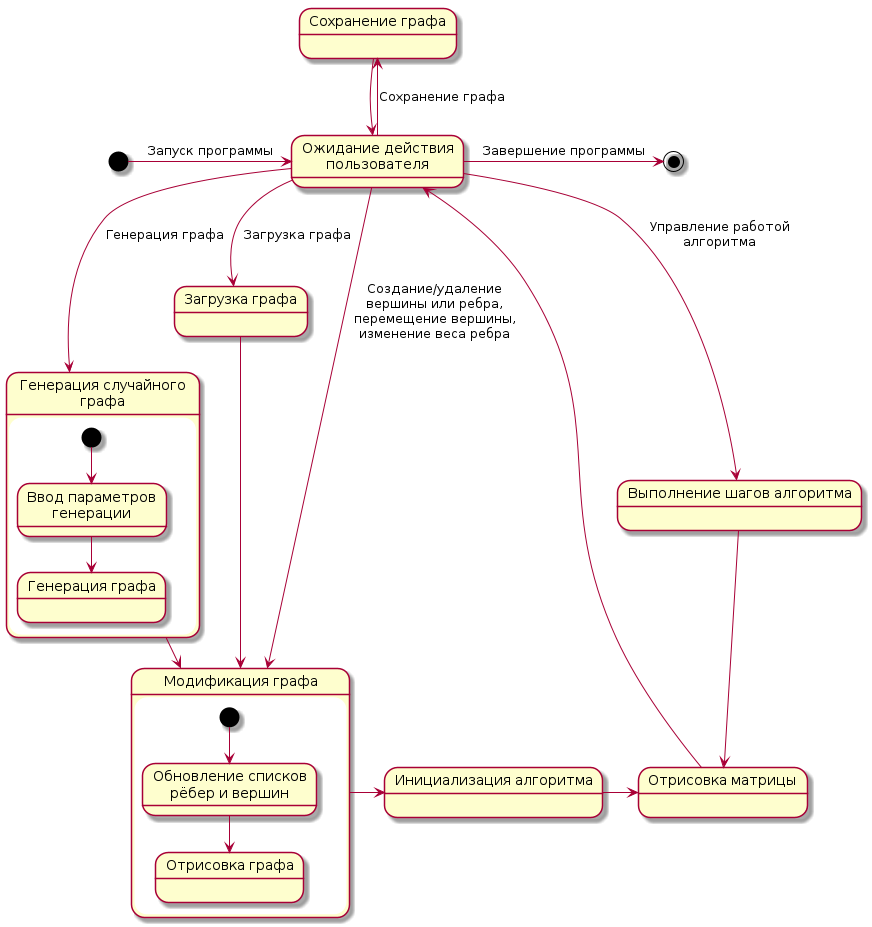 Сохранение графа
Сохранение графа
Запуск программы
Ожидание действия
пользователя
Завершение программы
Генерация графа
Загрузка графа
Управление работой
алгоритма
Создание/удаление
вершины или ребра,
перемещение вершины,
изменение веса ребра
Загрузка графа
Генерация случайного
графа
Ввод параметров
генерации
Генерация графа
Выполнение шагов алгоритма
Модификация графа
Обновление списков
рёбер и вершин
Отрисовка графа
Инициализация алгоритма
Отрисовка матрицы